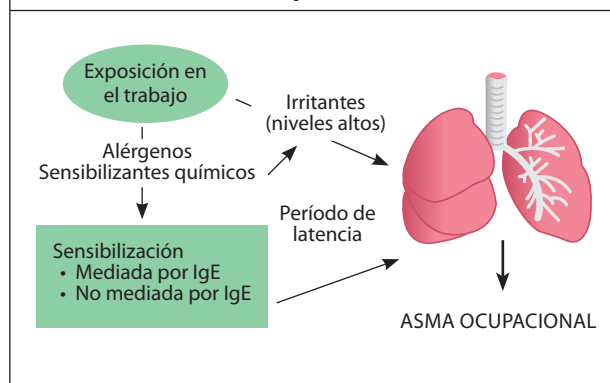 Exposición en
el trabajo
Irritantes
(niveles altos)
Alérgenos
Sensibilizantes químicos
Período de
latencia
Sensibilización
• Mediada por IgE
• No mediada por IgE
ASMA OCUPACIONAL